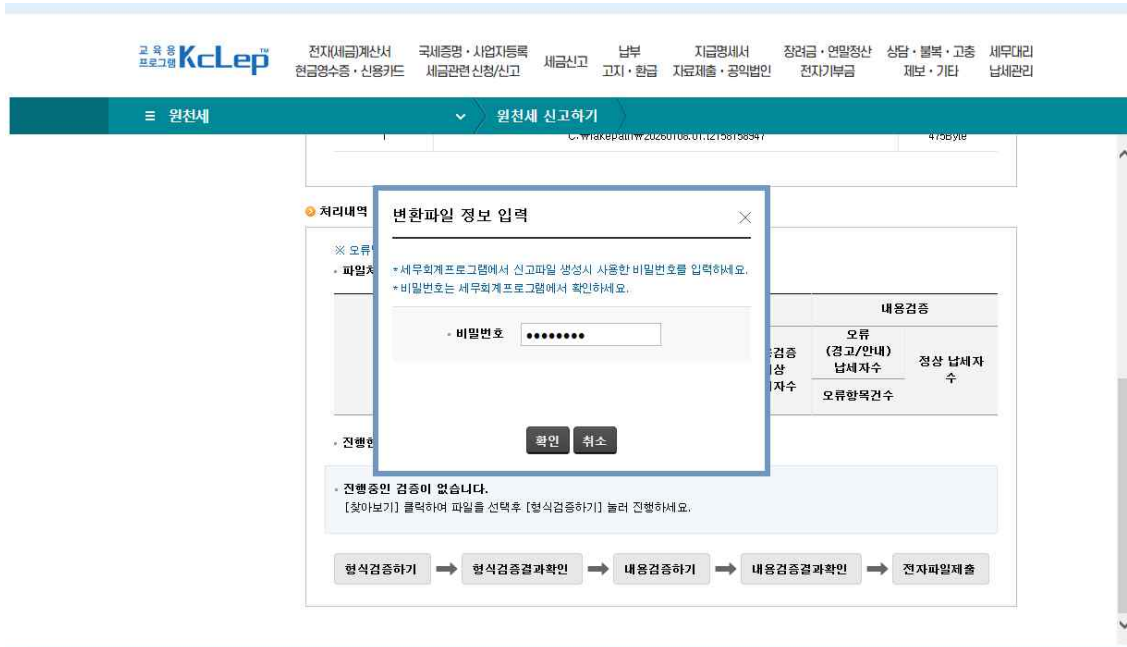 교육용 프로그램 KcLep™
전자(세금)계산서 현금영수증・신용카드
국세증명・사업자등록 세금관련 신청/신고
세금신고
납부 고지・환급
지급명세서 자료제출・공익법인
장려금・연말정산 전자기부금
상담・불복・고충 제보・기타
세무대리 납세관리
☰ 원천세
원천세 신고하기
1
475Byte
처리내역
※ 오류
・파일처
변환파일 정보 입력
*세무회계프로그램에서 신고파일 생성시 사용한 비밀번호를 입력하세요.
*비밀번호는 세무회계프로그램에서 확인하세요.
・비밀번호 ●●●●●●●●
확인 취소
내용검증
오류
(경고/안내)
납세자수
정상 납세자
수
오류항목건수
검증
상
자수
・진행한
・진행중인 검증이 없습니다.
[찾아보기] 클릭하여 파일을 선택후 [형식검증하기] 눌러 진행하세요.
형식검증하기 ➡ 형식검증결과확인 ➡ 내용검증하기 ➡ 내용검증결과확인 ➡ 전자파일제출